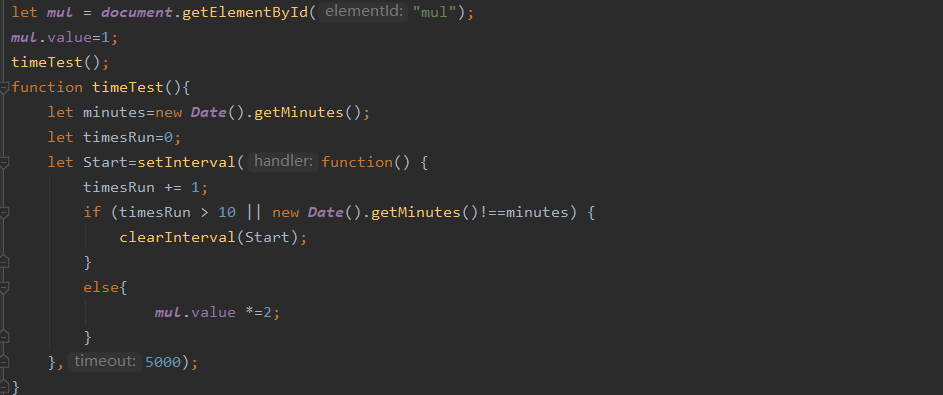 let mul = document.getElementById( elementId: "mul");
mul.value=1;
timeTest();
function timeTest(){
    let minutes=new Date().getMinutes();
    let timesRun=0;
    let Start=setInterval( handler: function() {
        timesRun += 1;
        if (timesRun > 10 || new Date().getMinutes()!==minutes) {
            clearInterval(Start);
        }
        else{
                mul.value *=2;
        }
    }, timeout: 5000);
}